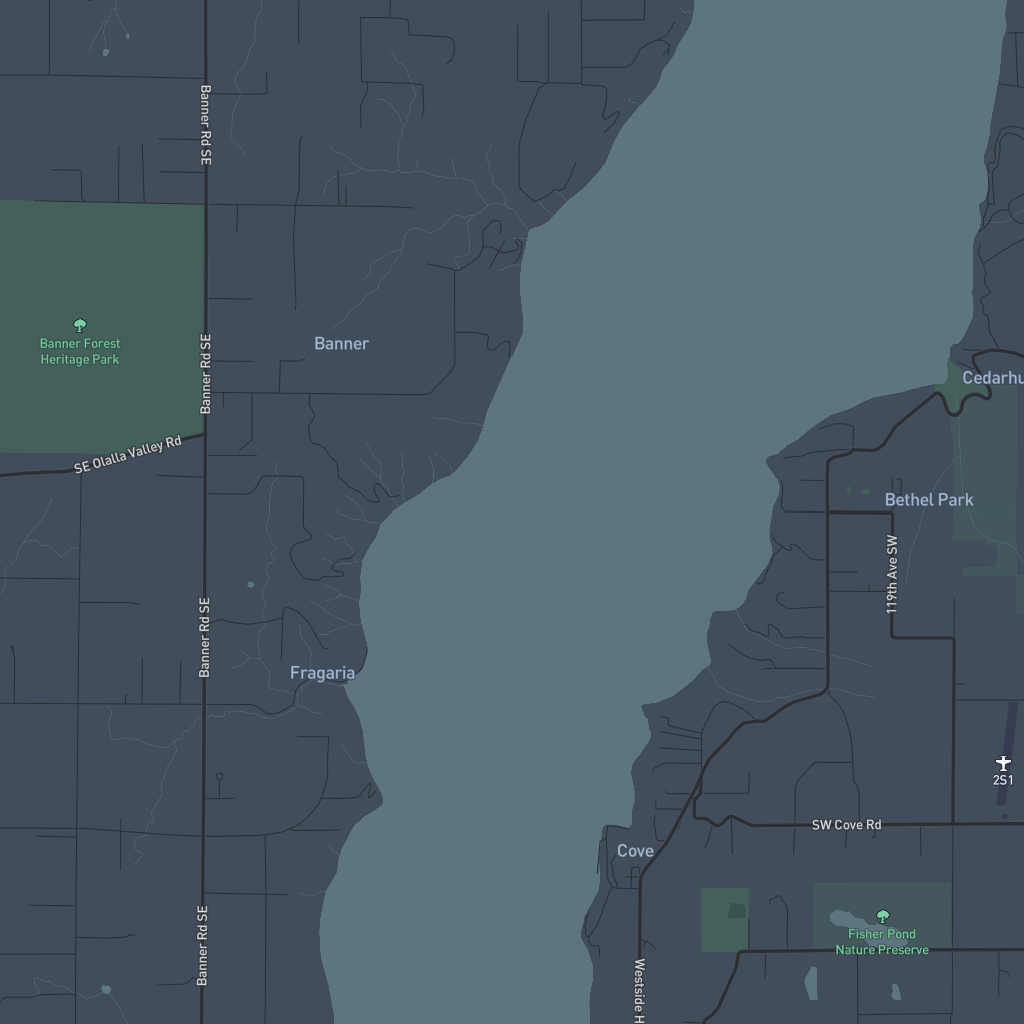 Banner Rd SE
Banner Forest
Heritage Park
Banner
Banner Rd SE
Cedarhu
SE Olalla Valley Rd
Bethel Park
119th Ave SW
Banner Rd SE
Fragaria
2S1
SW Cove Rd
Cove
Fisher Pond
Nature Preserve
Banner Rd SE
Westside H